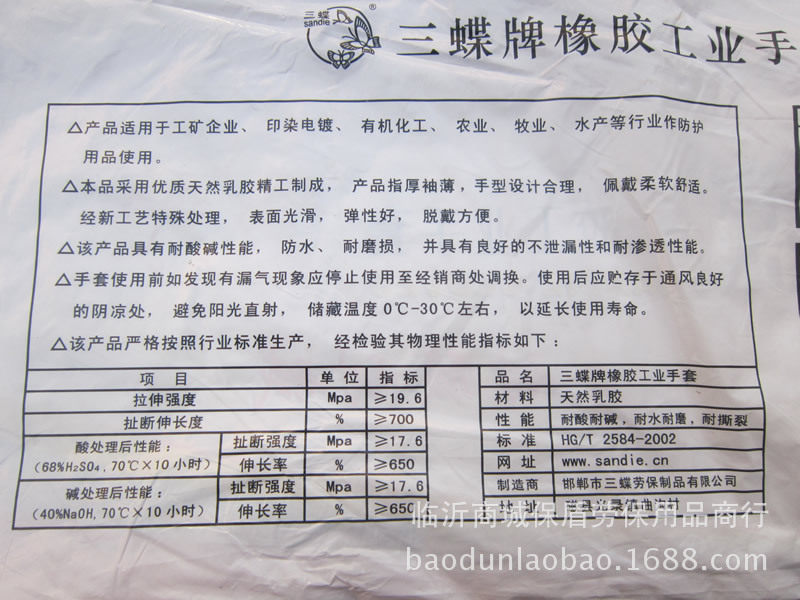 三蝶
sandie
®
三蝶牌橡胶工业手
△产品适用于工矿企业、印染电镀、有机化工、农业、牧业、水产等行业作防护
用品使用。
△本品采用优质天然乳胶精工制成，产品指厚袖薄，手型设计合理，佩戴柔软舒适。
经新工艺特殊处理，表面光滑，弹性好，脱戴方便。
△该产品具有耐酸碱性能，防水、耐磨损，并具有良好的不泄漏性和耐渗透性能。
△手套使用前如发现有漏气现象应停止使用至经销商处调换。使用后应贮存于通风良好
的阴凉处，避免阳光直射，储藏温度0℃-30℃左右，以延长使用寿命。
△该产品严格按照行业标准生产，经检验其物理性能指标如下：
项目 单位 指标
拉伸强度 Mpa ≥19.6
扯断伸长度 % ≥700
酸处理后性能：
(68%H₂SO₄,70℃×10小时)
扯断强度 Mpa ≥17.6
伸长率 % ≥650
碱处理后性能：
(40%NaOH,70℃×10小时)
扯断强度 Mpa ≥17.6
伸长率 % ≥650
品名 三蝶牌橡胶工业手套
材料 天然乳胶
性能 耐酸耐碱，耐水耐磨，耐撕裂
标准 HG/T 2584-2002
网址 www.sandie.cn
制造商 邯郸市三蝶劳保制品有限公司
地址
临沂商城保盾劳保用品商行
baodunlaobao.1688.com